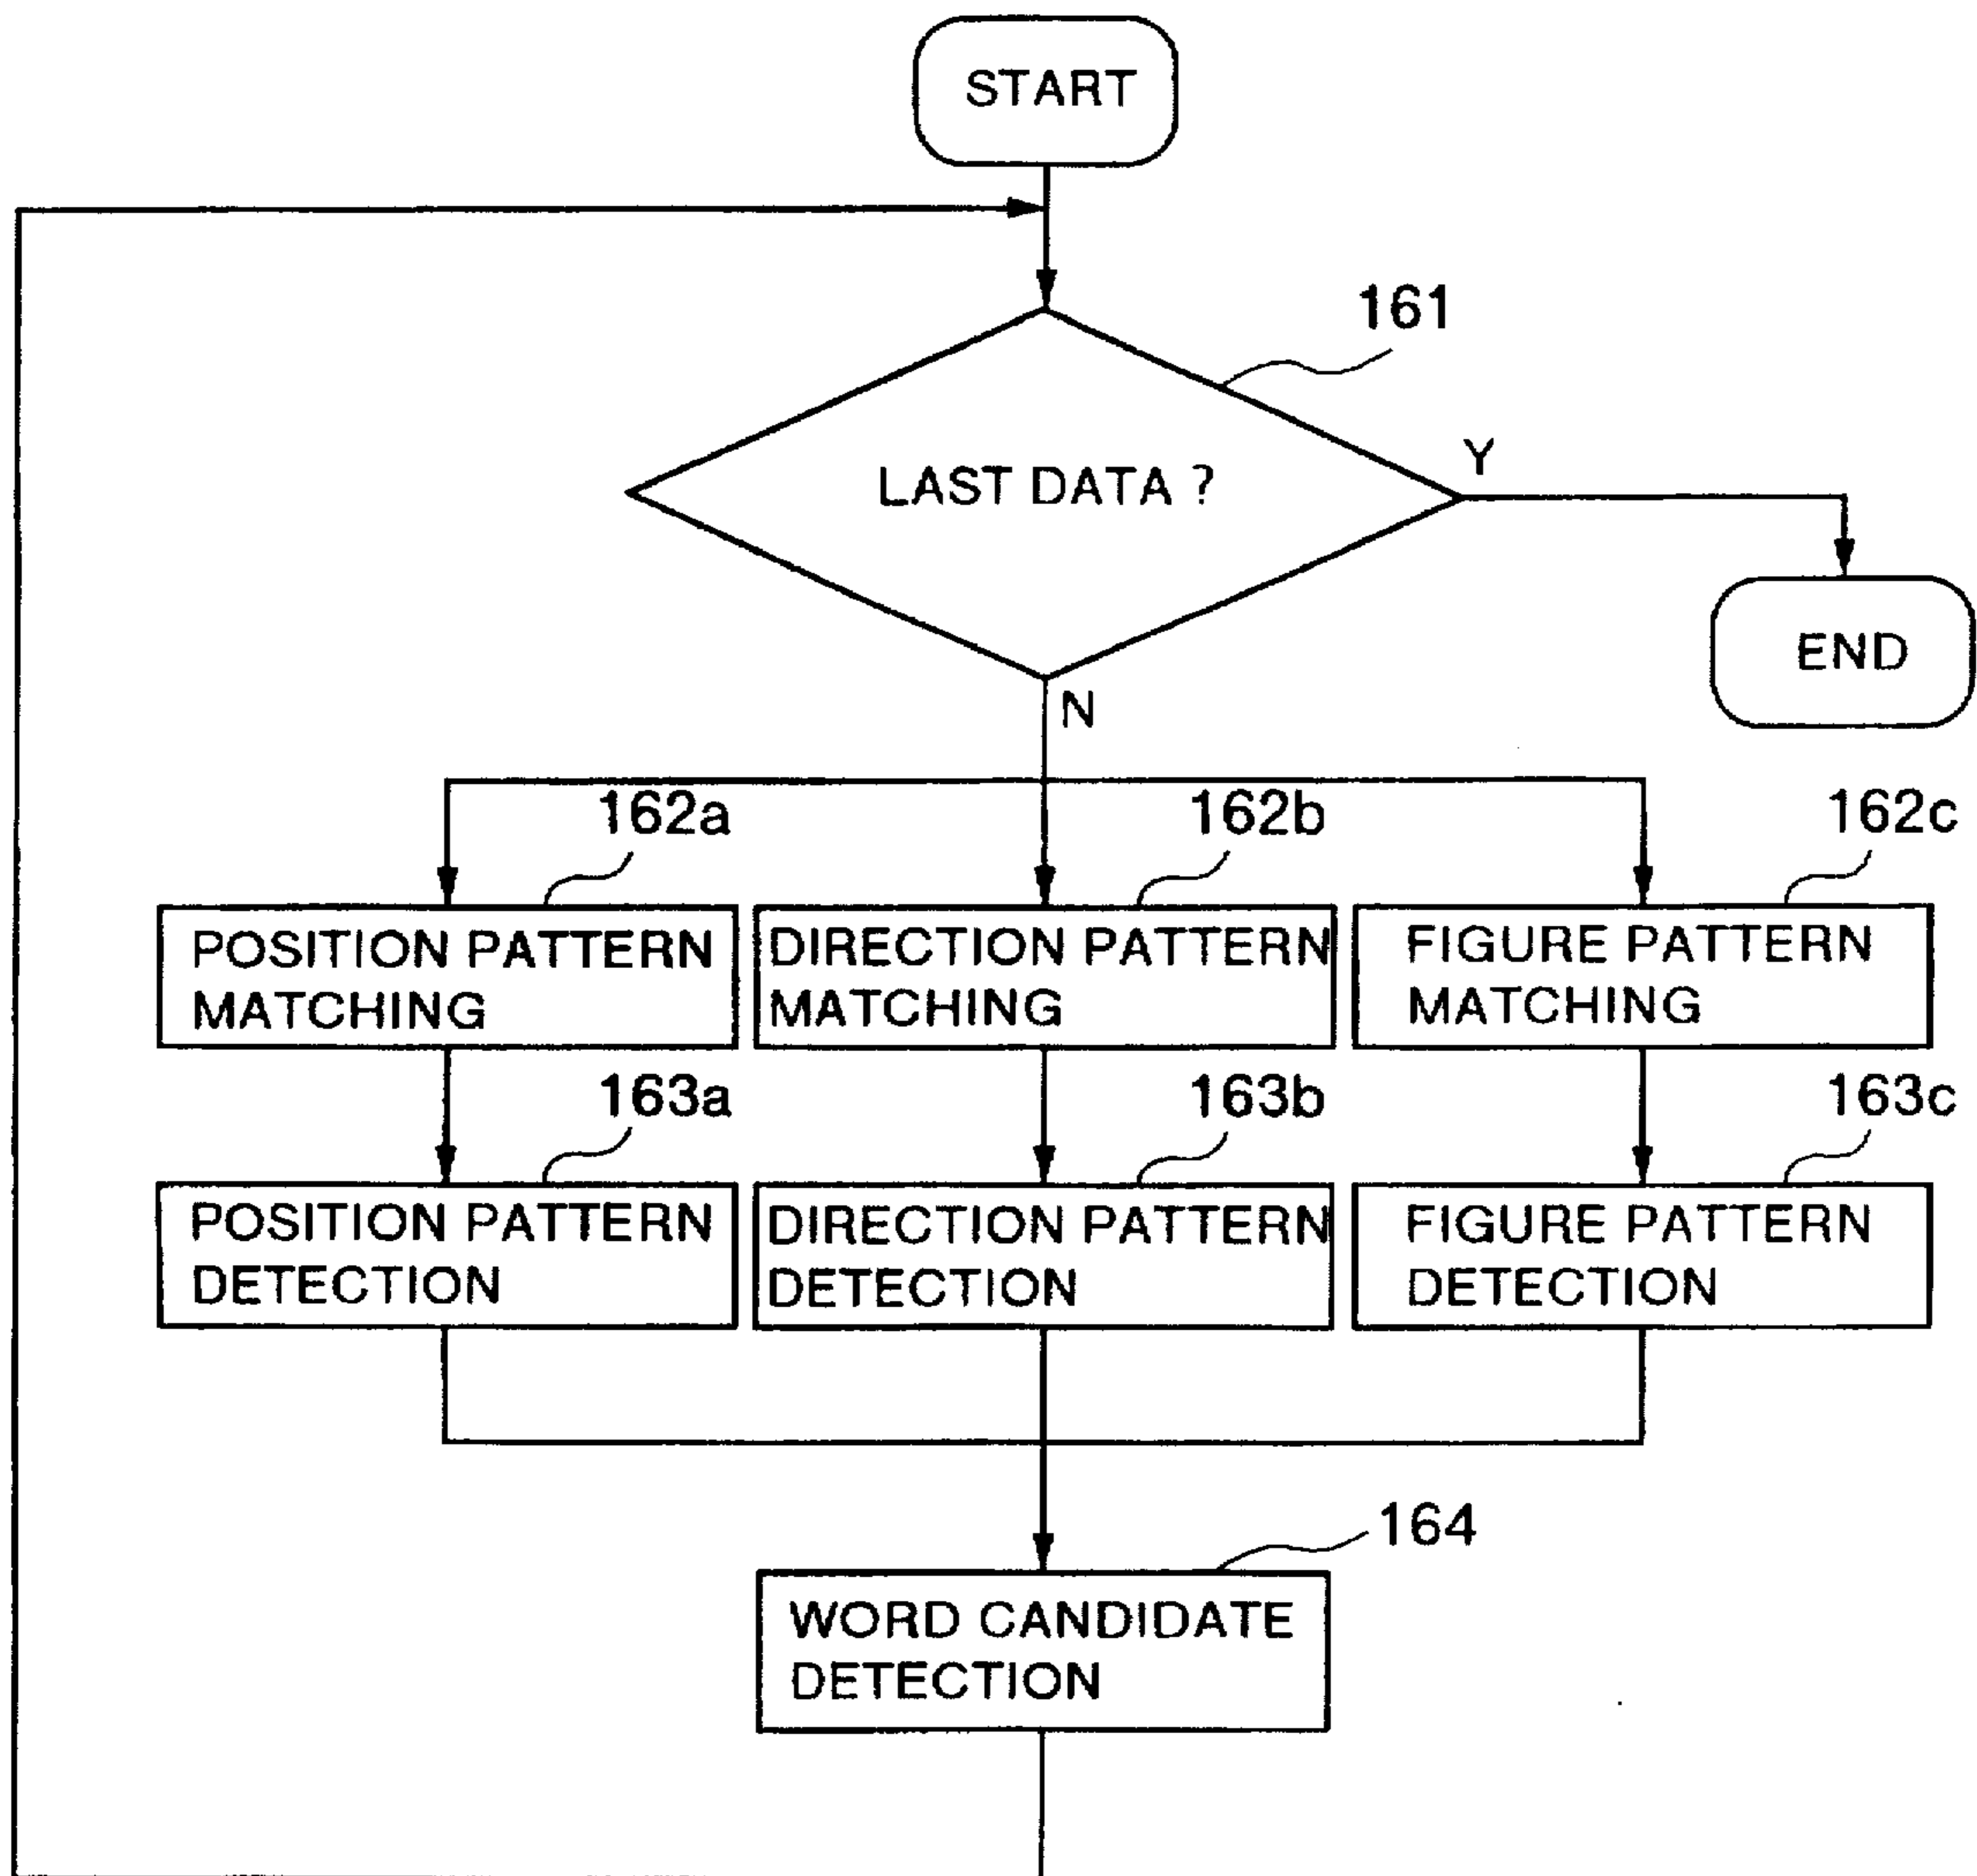 START
161
LAST DATA ?
Y
END
N
162a
162b
162c
POSITION PATTERN
MATCHING
DIRECTION PATTERN
MATCHING
FIGURE PATTERN
MATCHING
163a
163b
163c
POSITION PATTERN
DETECTION
DIRECTION PATTERN
DETECTION
FIGURE PATTERN
DETECTION
164
WORD CANDIDATE
DETECTION